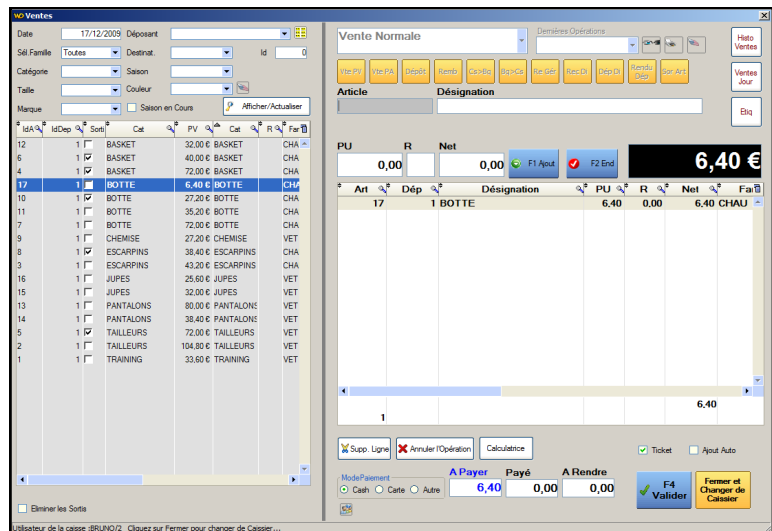 WD Ventes
Date 17/12/2009 Déposant
Sél.Famille Toutes Destinat. Id 0
Catégorie Saison
Taille Couleur
Marque Saison en Cours Afficher/Actualiser
IdA IdDep Sorti Cat PV Cat R Far
12 1 BASKET 32,00 € BASKET CHA
6 1 BASKET 40,00 € BASKET CHA
4 1 BASKET 72,00 € BASKET CHA
17 1 BOTTE 6,40 € BOTTE CHA
10 1 BOTTE 27,20 € BOTTE CHA
11 1 BOTTE 35,20 € BOTTE CHA
7 1 BOTTE 72,00 € BOTTE CHA
9 1 CHEMISE 27,20 € CHEMISE VET
8 1 ESCARPINS 38,40 € ESCARPINS CHA
3 1 ESCARPINS 43,20 € ESCARPINS CHA
16 1 JUPES 25,60 € JUPES VET
15 1 JUPES 32,00 € JUPES VET
13 1 PANTALONS 80,00 € PANTALONS VET
14 1 PANTALONS 38,40 € PANTALONS VET
5 1 TAILLEURS 72,00 € TAILLEURS VET
2 1 TAILLEURS 104,80 € TAILLEURS VET
1 1 TRAINING 33,60 € TRAINING VET
Eliminer les Sortis
Utilisateur de la caisse :BRUNO/2 Cliquez sur Fermer pour changer de Caissier...
Vente Normale
Dernières Opérations
Histo Ventes
Vte PV Vte PA Dépôt Remb Cs>Bq Bq>Cs Re Gér Rec Di Dép Di Rendu Dép Sor Art
Ventes Jour
Article Désignation
Etiq
PU R Net
0,00 0,00 F1 Ajout F2 End 6,40 €
Art Dép Désignation PU R Net Fai
17 1 BOTTE 6,40 0,00 6,40 CHAU
6,40
1
Supp. Ligne Annuler l'Opération Calculatrice Ticket Ajout Auto
Mode Paiement
Cash Carte Autre
A Payer Payé A Rendre
6,40 0,00 0,00
F4 Valider
Fermer et Changer de Caissier